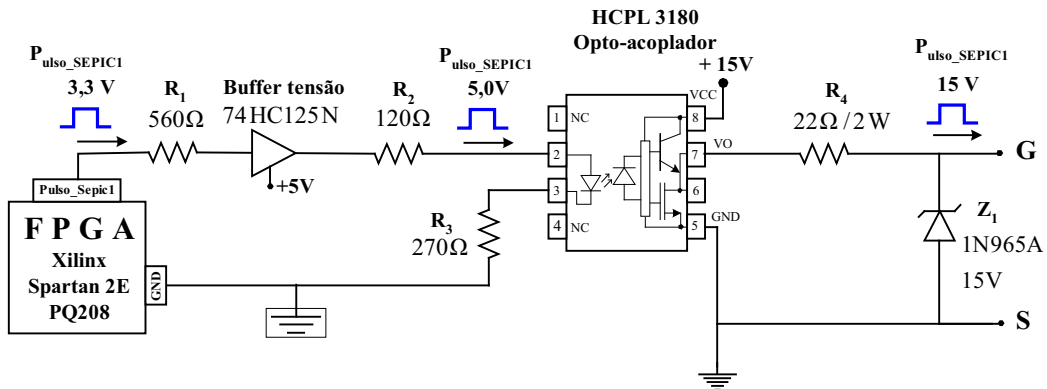 HCPL 3180
Opto-acoplador
+ 15V
Pulso_SEPIC1
3,3 V
R1
560Ω
Buffer tensão
74HC125N
+5V
R2
120Ω
Pulso_SEPIC1
5,0V
1 NC
2
3
4 NC
VCC
8
VO
7
6
GND
5
R4
22Ω/2W
Pulso_SEPIC1
15 V
G
Z1
1N965A
15V
S
R3
270Ω
Pulso_Sepic1
FPGA
Xilinx
Spartan 2E
PQ208
GND